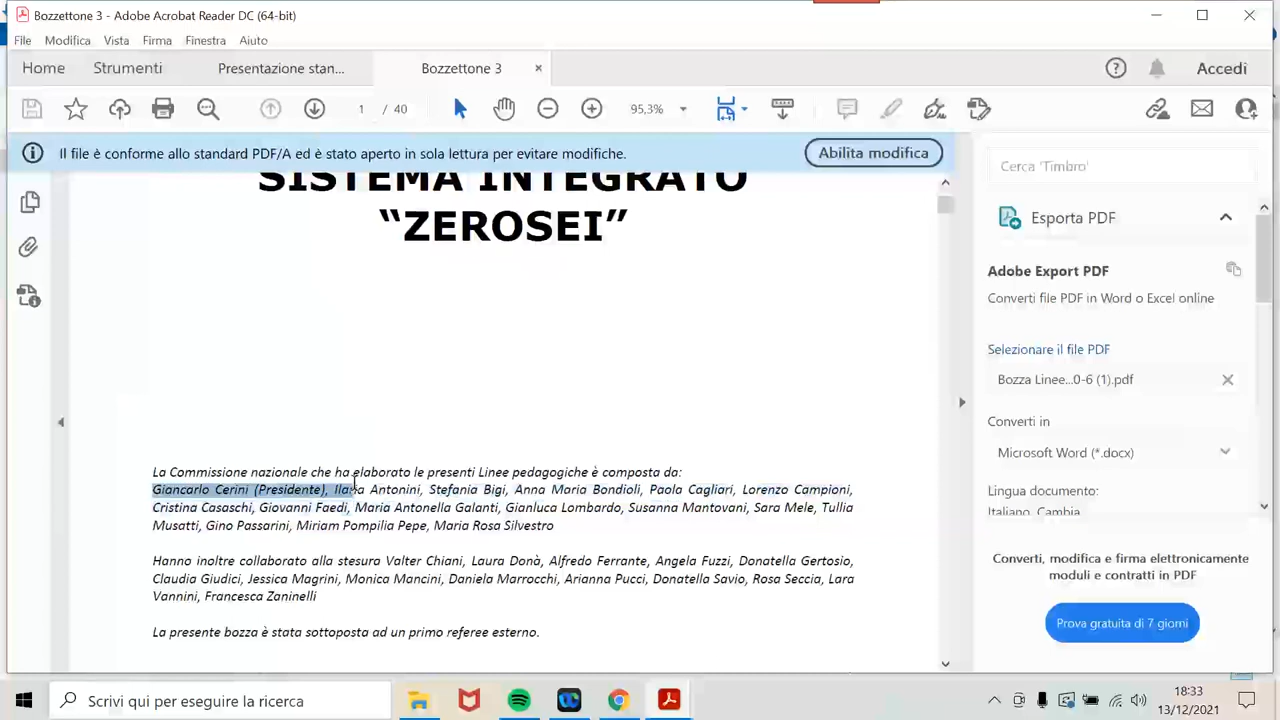 Bozzettone 3 - Adobe Acrobat Reader DC (64-bit)
File Modifica Vista Firma Finestra Aiuto
Home Strumenti Presentazione stan... Bozzettone 3 × Accedi
1 / 40 95,3%
Il file è conforme allo standard PDF/A ed è stato aperto in sola lettura per evitare modifiche. Abilita modifica
SISTEMA INTEGRATO
“ZEROSEI”
La Commissione nazionale che ha elaborato le presenti Linee pedagogiche è composta da:
Giancarlo Cerini (Presidente), Ilaria Antonini, Stefania Bigi, Anna Maria Bondioli, Paola Cagliari, Lorenzo Campioni,
Cristina Casaschi, Giovanni Faedi, Maria Antonella Galanti, Gianluca Lombardo, Susanna Mantovani, Sara Mele, Tullia
Musatti, Gino Passarini, Miriam Pompilia Pepe, Maria Rosa Silvestro
Hanno inoltre collaborato alla stesura Valter Chiani, Laura Donà, Alfredo Ferrante, Angela Fuzzi, Donatella Gertosio,
Claudia Giudici, Jessica Magrini, Monica Mancini, Daniela Marrocchi, Arianna Pucci, Donatella Savio, Rosa Seccia, Lara
Vannini, Francesca Zaninelli
La presente bozza è stata sottoposta ad un primo referee esterno.
Cerca 'Timbro'
Esporta PDF
Adobe Export PDF
Converti file PDF in Word o Excel online
Selezionare il file PDF
Bozza Linee...0-6 (1).pdf
Converti in
Microsoft Word (*.docx)
Lingua documento:
Italiano, Cambia
Converti, modifica e firma elettronicamente
moduli e contratti in PDF
Prova gratuita di 7 giorni
Scrivi qui per eseguire la ricerca
18:33
13/12/2021